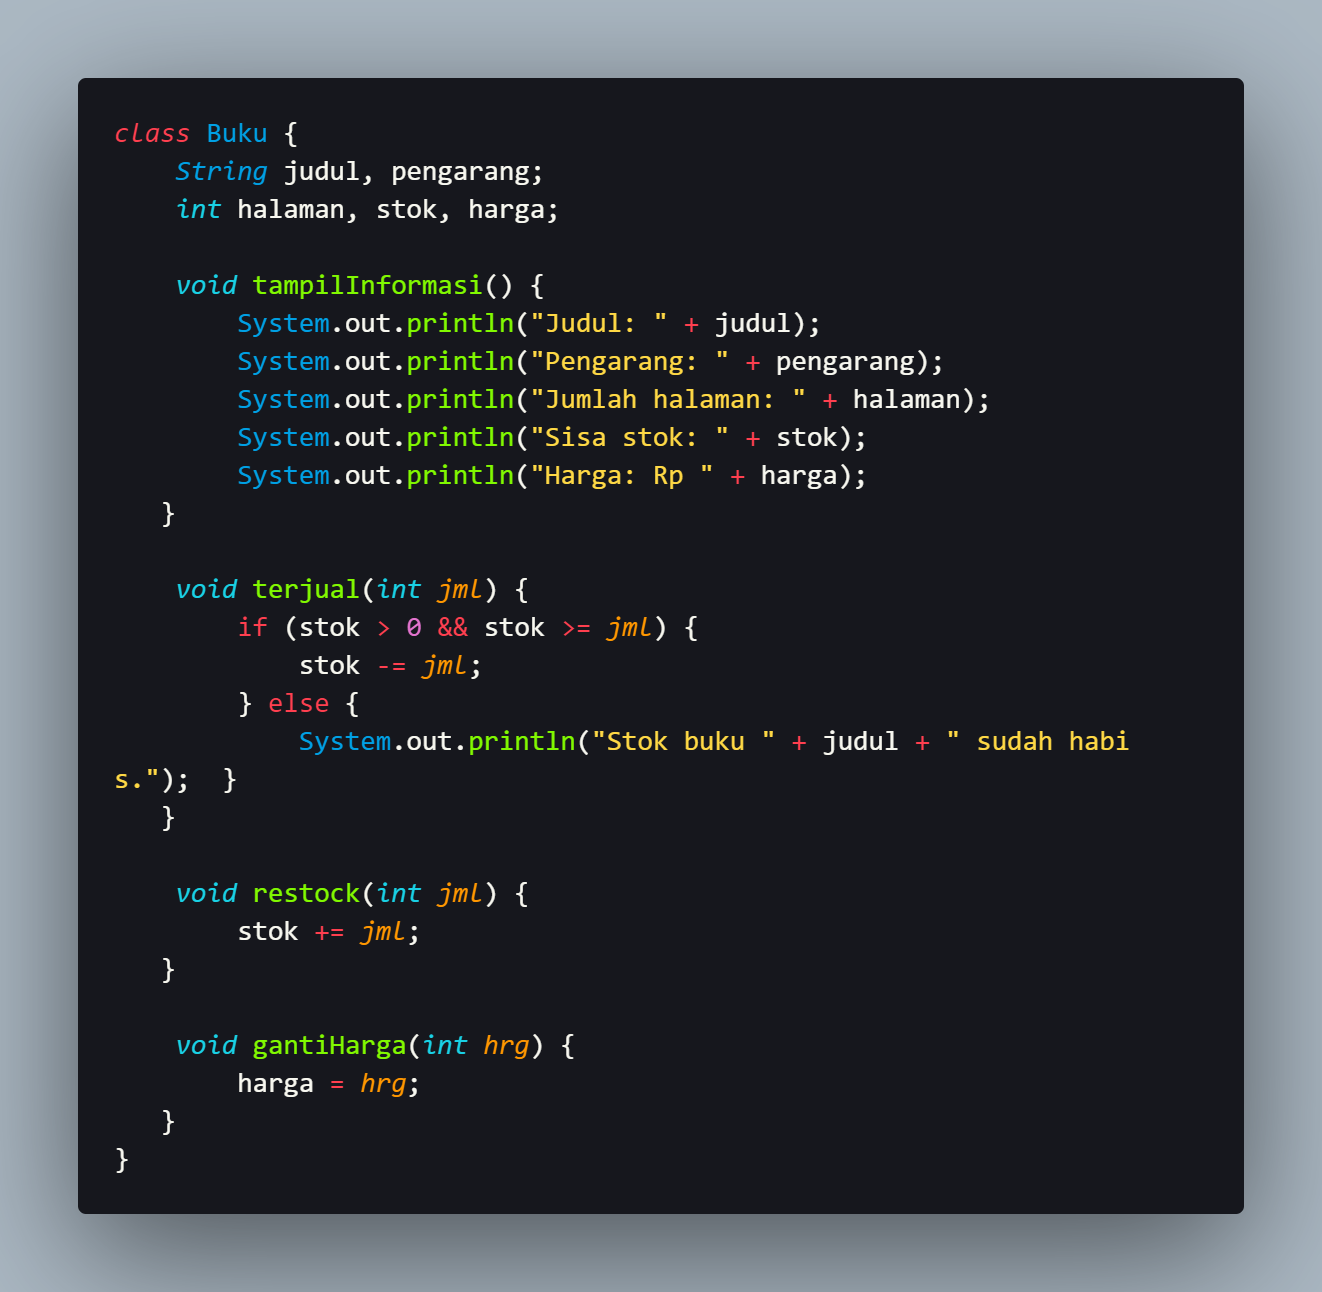 class Buku {
    String judul, pengarang;
    int halaman, stok, harga;

    void tampilInformasi() {
        System.out.println("Judul: " + judul);
        System.out.println("Pengarang: " + pengarang);
        System.out.println("Jumlah halaman: " + halaman);
        System.out.println("Sisa stok: " + stok);
        System.out.println("Harga: Rp " + harga);
   }

    void terjual(int jml) {
        if (stok > 0 && stok >= jml) {
            stok -= jml;
        } else {
            System.out.println("Stok buku " + judul + " sudah habi
s.");  }
   }

    void restock(int jml) {
        stok += jml;
   }

    void gantiHarga(int hrg) {
        harga = hrg;
   }
}